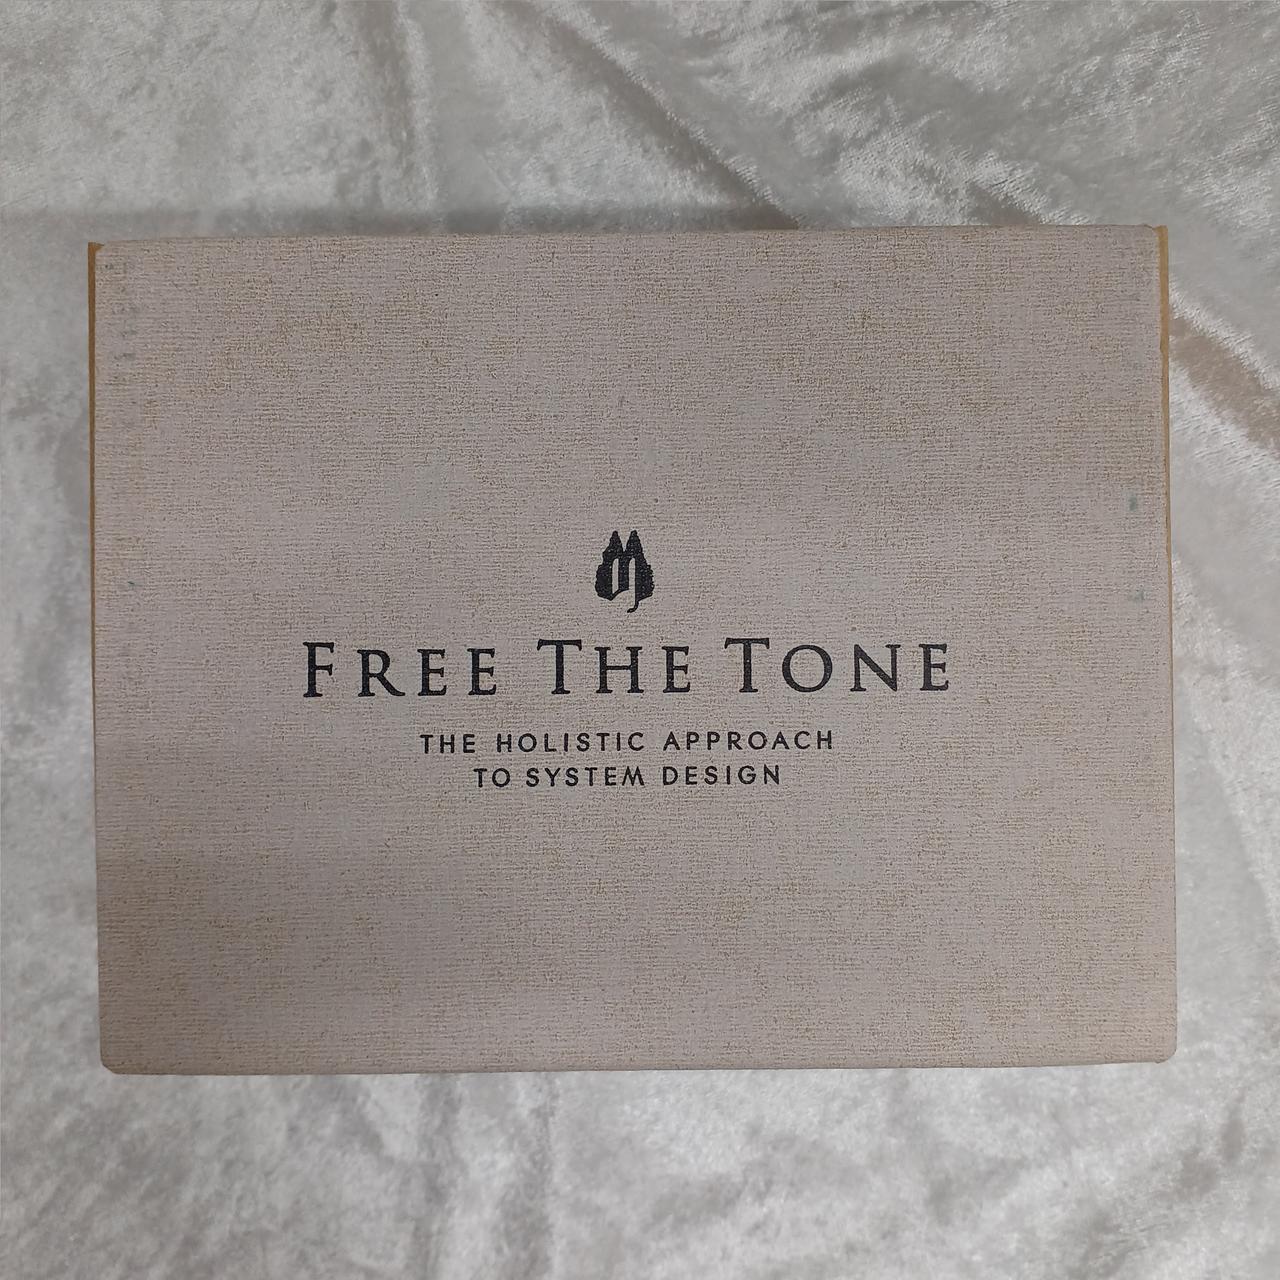 FREE THE TONE
THE HOLISTIC APPROACH
TO SYSTEM DESIGN